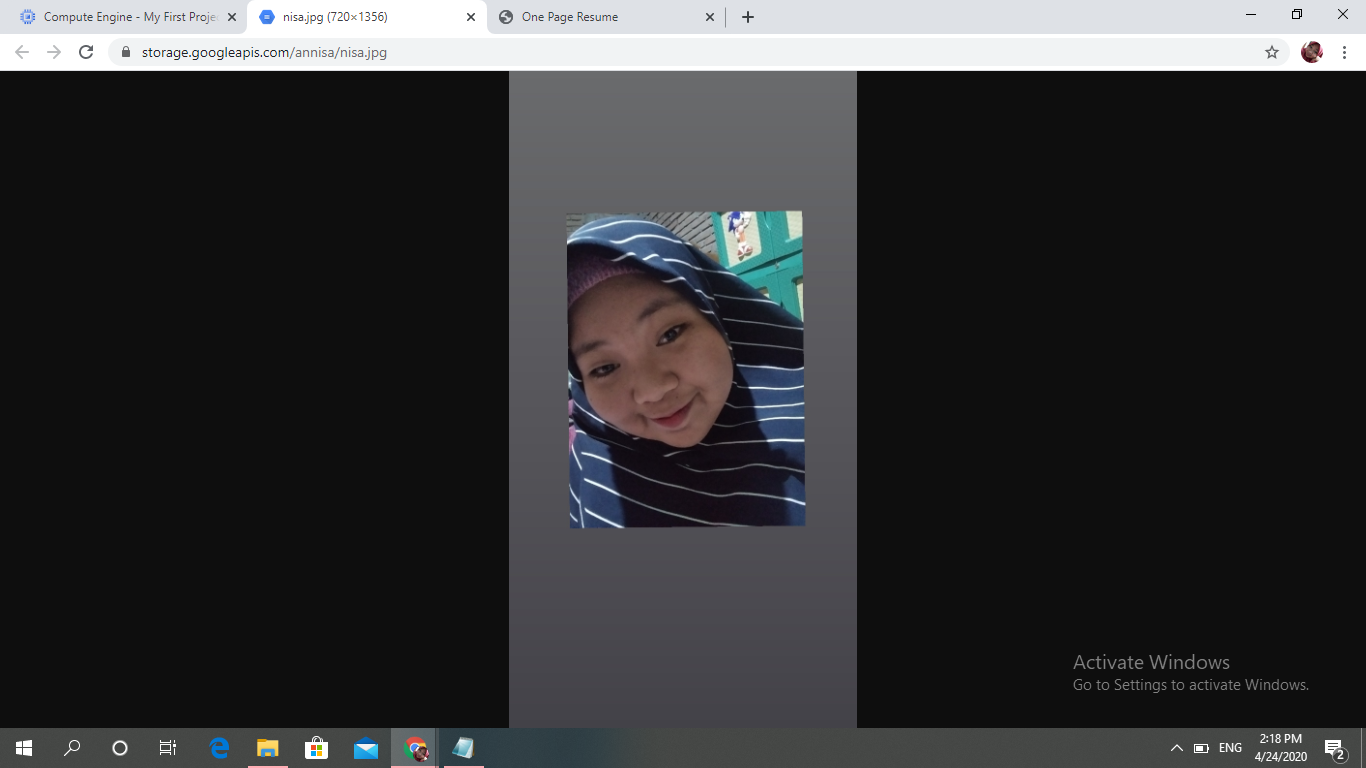 Compute Engine - My First Proje
nisa.jpg (720×1356)
One Page Resume
storage.googleapis.com/annisa/nisa.jpg
Activate Windows
Go to Settings to activate Windows.
ENG
2:18 PM
4/24/2020
2